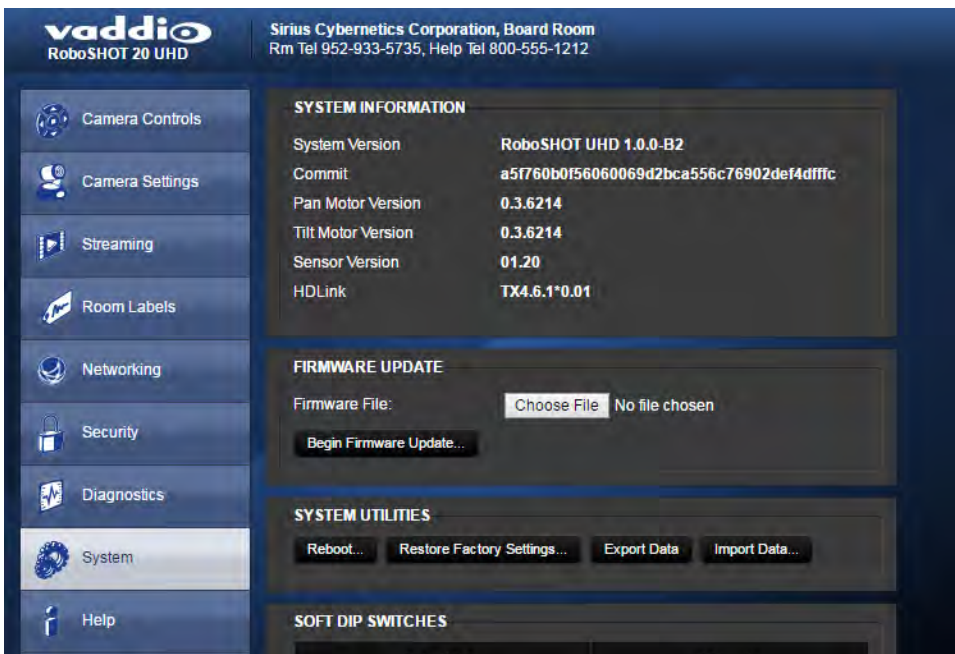 vaddio
RoboSHOT 20 UHD
Sirius Cybernetics Corporation, Board Room
Rm Tel 952-933-5735, Help Tel 800-555-1212
Camera Controls
Camera Settings
Streaming
Room Labels
Networking
Security
Diagnostics
System
Help
SYSTEM INFORMATION
System Version RoboSHOT UHD 1.0.0-B2
Commit a5f760b0f56060069d2bca556c76902def4dfffc
Pan Motor Version 0.3.6214
Tilt Motor Version 0.3.6214
Sensor Version 01.20
HDLink TX4.6.1*0.01
FIRMWARE UPDATE
Firmware File: Choose File No file chosen
Begin Firmware Update...
SYSTEM UTILITIES
Reboot... Restore Factory Settings... Export Data Import Data...
SOFT DIP SWITCHES